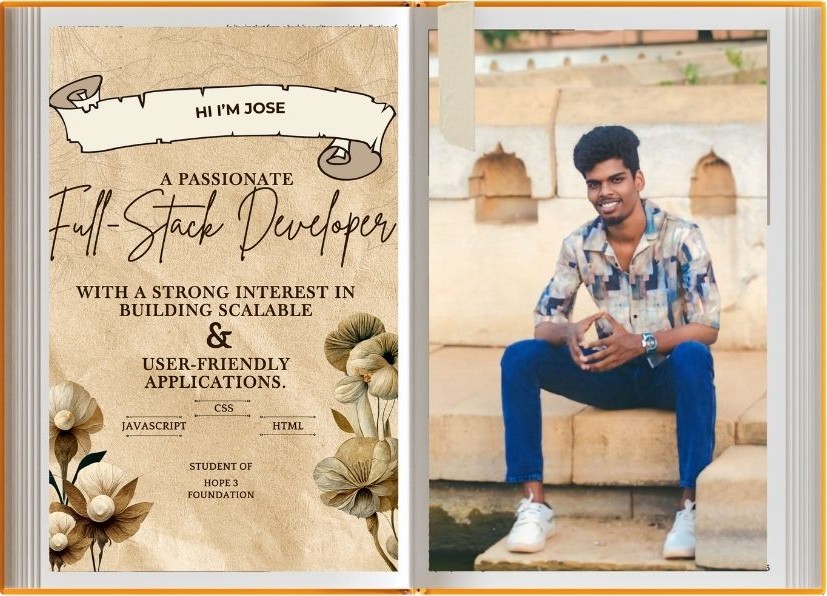 HI I'M JOSE
A PASSIONATE
Full-Stack Developer
WITH A STRONG INTEREST IN
BUILDING SCALABLE
&
USER-FRIENDLY
APPLICATIONS.
CSS
JAVASCRIPT
HTML
STUDENT OF
HOPE 3
FOUNDATION